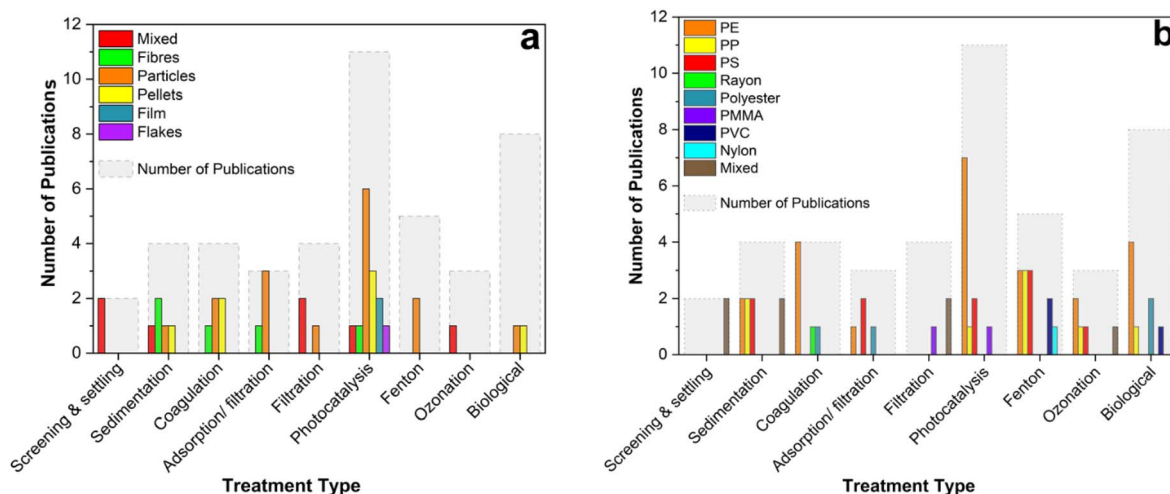 a
Number of Publications
12
10
8
6
4
2
0
Mixed
Fibres
Particles
Pellets
Film
Flakes
Number of Publications
Screening & settling
Sedimentation
Coagulation
Adsorption/ filtration
Filtration
Photocatalysis
Fenton
Ozonation
Biological
Treatment Type
b
Number of Publications
12
10
8
6
4
2
0
PE
PP
PS
Rayon
Polyester
PMMA
PVC
Nylon
Mixed
Number of Publications
Screening & settling
Sedimentation
Coagulation
Adsorption/ filtration
Filtration
Photocatalysis
Fenton
Ozonation
Biological
Treatment Type